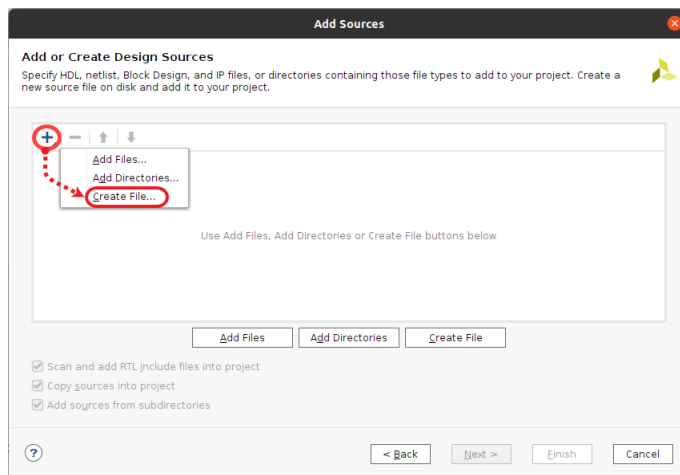 Add Sources
Add or Create Design Sources
Specify HDL, netlist, Block Design, and IP files, or directories containing those file types to add to your project. Create a
new source file on disk and add it to your project.
Add Files...
Add Directories...
Create File...
Use Add Files, Add Directories or Create File buttons below
Add Files
Add Directories
Create File
Scan and add RTL include files into project
Copy sources into project
Add sources from subdirectories
?
< Back
Next >
Finish
Cancel